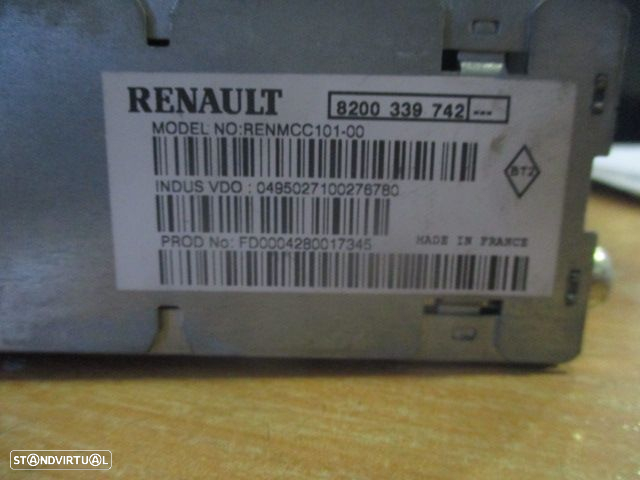 RENAULT
8200 339 742 ---
MODEL NO:RENMCC101-00
BT2
INDUS VDO : 0495027100276780
PROD No: FD0004280017345
MADE IN FRANCE
STANDVIRTUAL